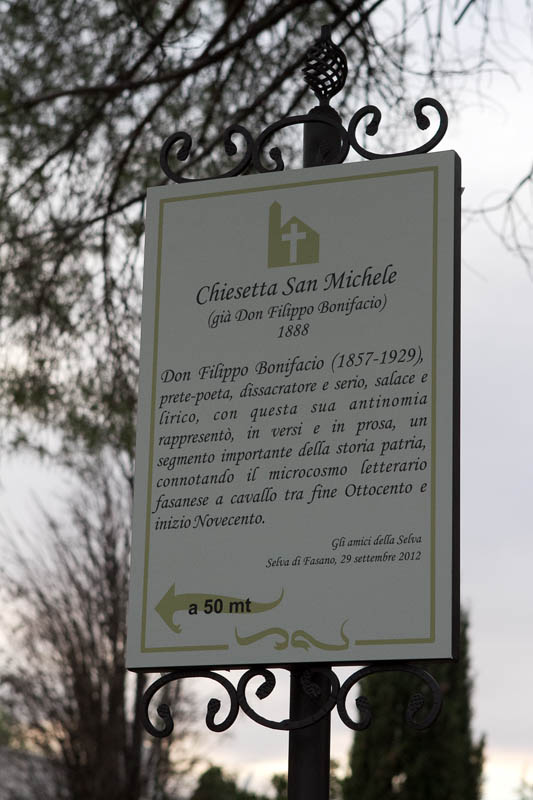 Chiesetta San Michele
(già Don Filippo Bonifacio)
1888
Don Filippo Bonifacio (1857-1929),
prete-poeta, dissacratore e serio, salace e
lirico, con questa sua antinomia
rappresentò, in versi e in prosa, un
segmento importante della storia patria,
connotando il microcosmo letterario
fasanese a cavallo tra fine Ottocento e
inizio Novecento.
Gli amici della Selva
Selva di Fasano, 29 settembre 2012
a 50 mt